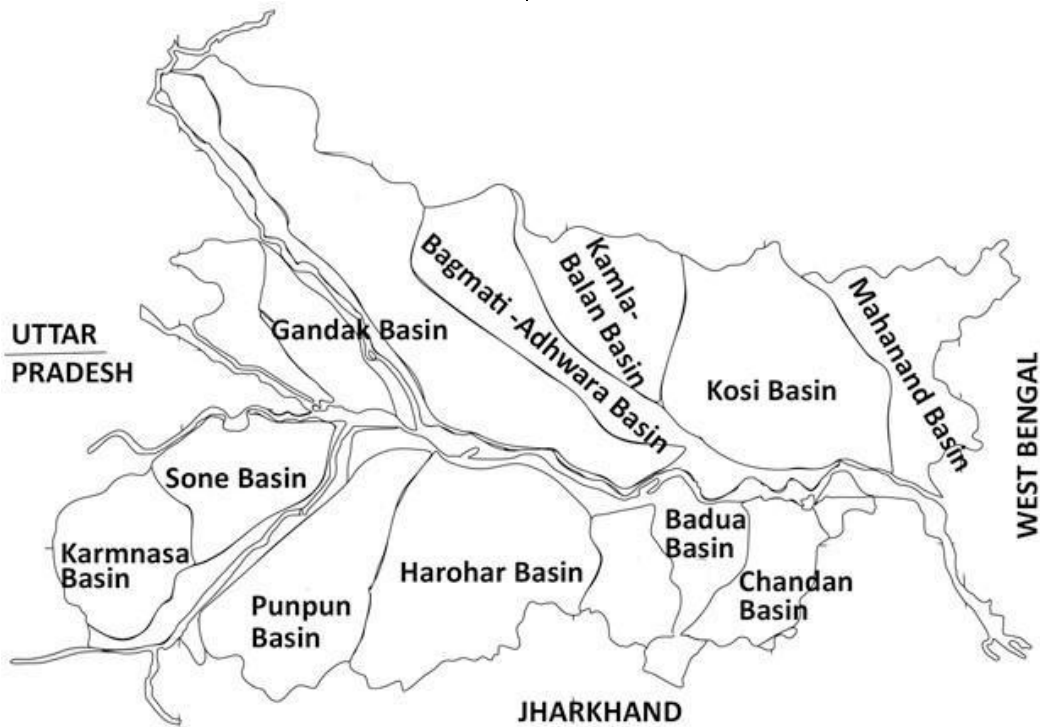 Kamla-
Balan Basin
Bagmati -Adhwara Basin
Mahanand Basin
Gandak Basin
UTTAR
PRADESH
Kosi Basin
WEST BENGAL
Sone Basin
Badua
Basin
Karmnasa
Basin
Harohar Basin
Chandan
Basin
Punpun
Basin
JHARKHAND